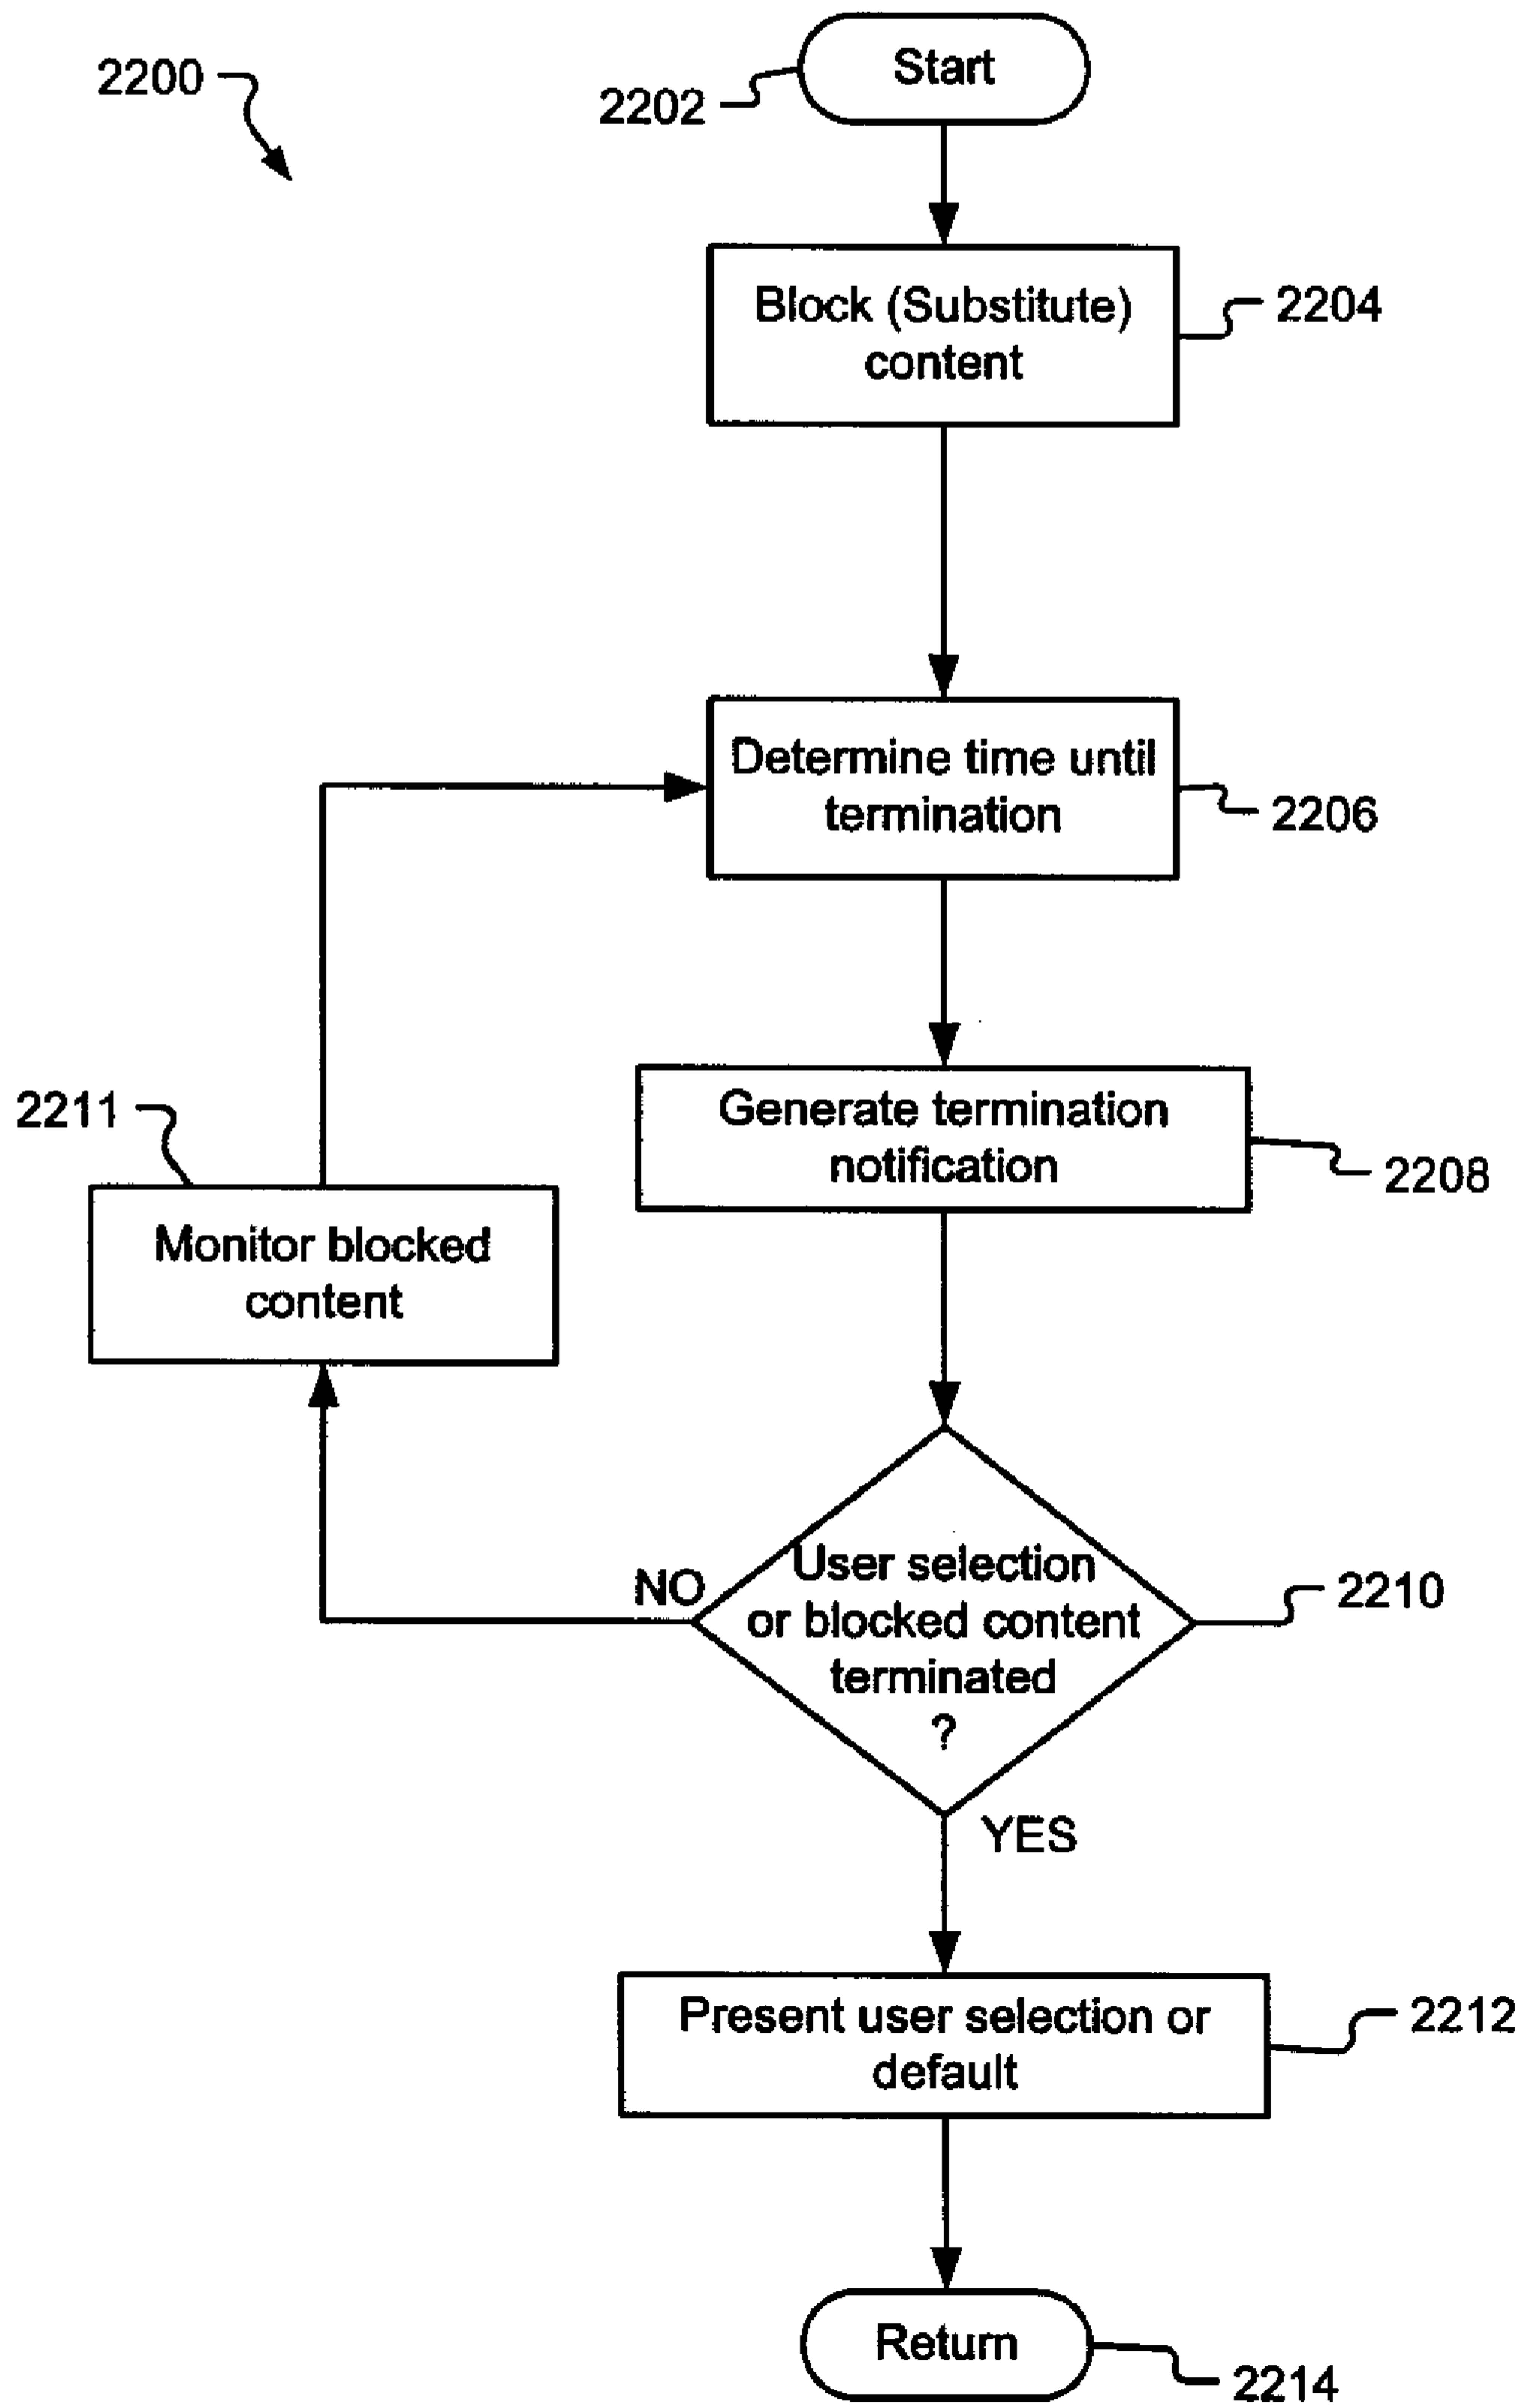 2200
Start
2202
Block (Substitute)
content
2204
Determine time until
termination
2206
Generate termination
notification
2208
2211
Monitor blocked
content
NO
User selection
or blocked content
terminated
?
2210
YES
Present user selection or
default
2212
Return
2214